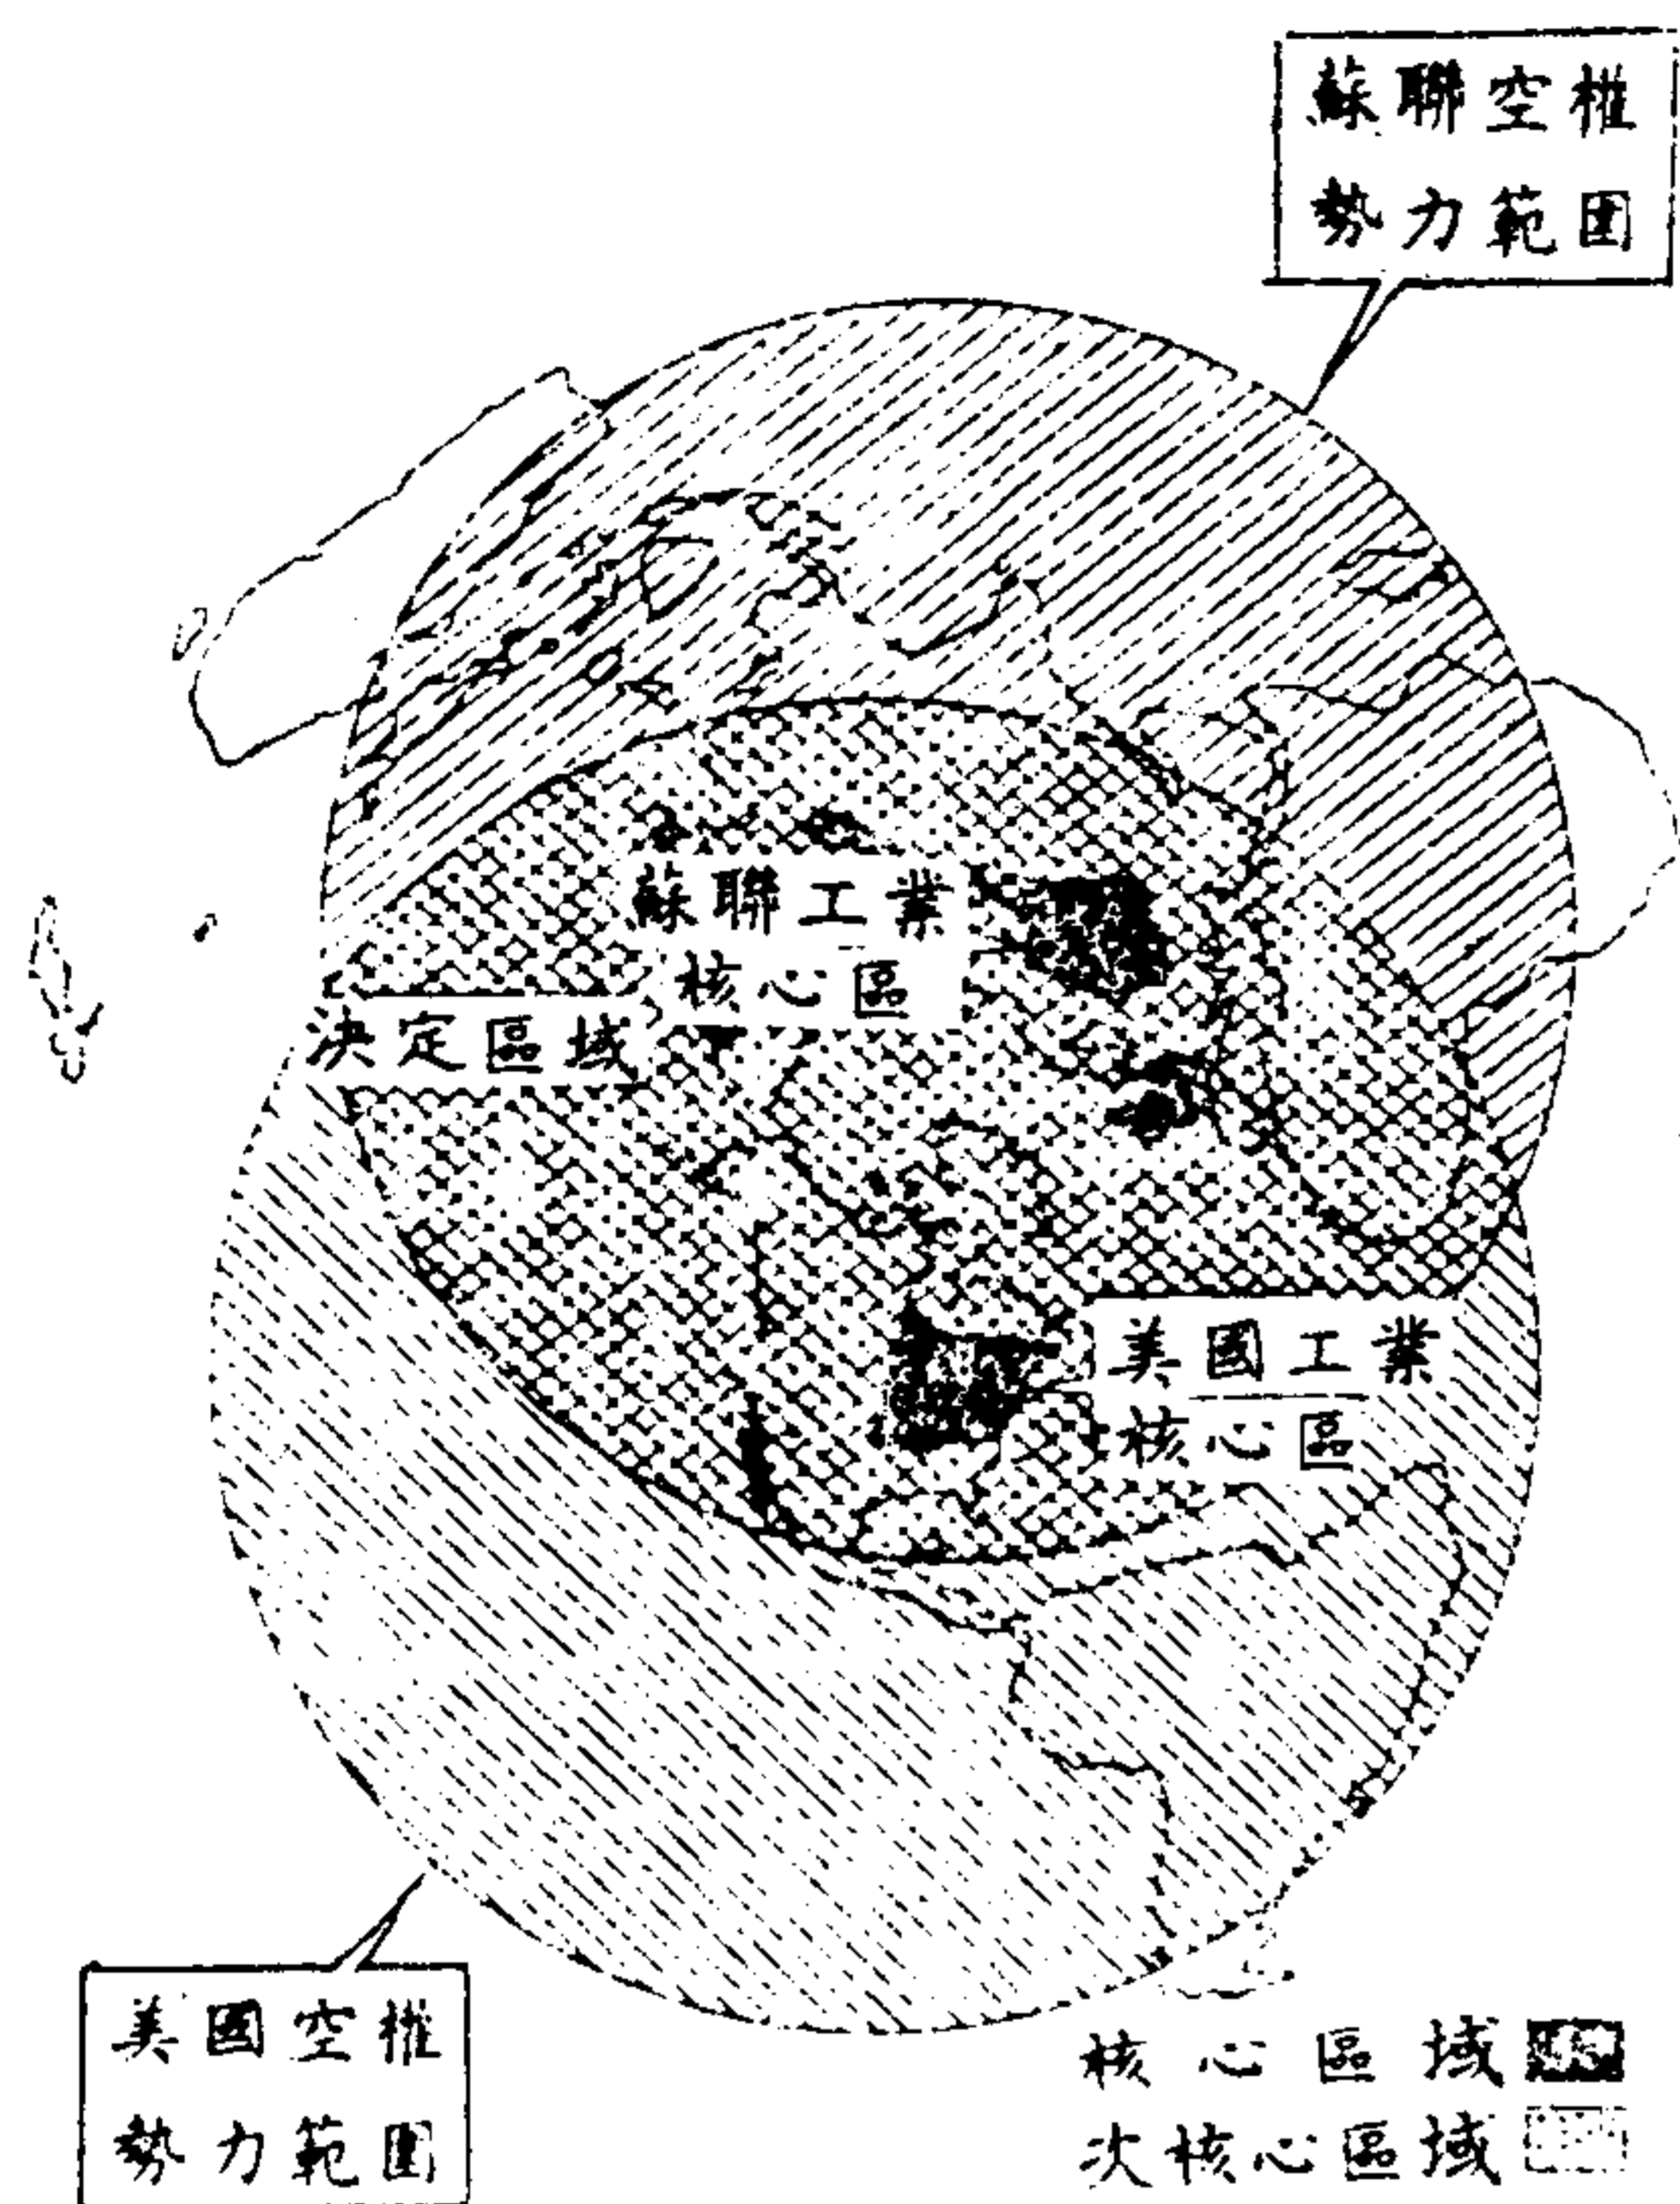 蘇聯空權
勢力範圍
蘇聯工業
核心區
決定區域
美國工業
核心區
美國空權
勢力範圍
核心區域
次核心區域